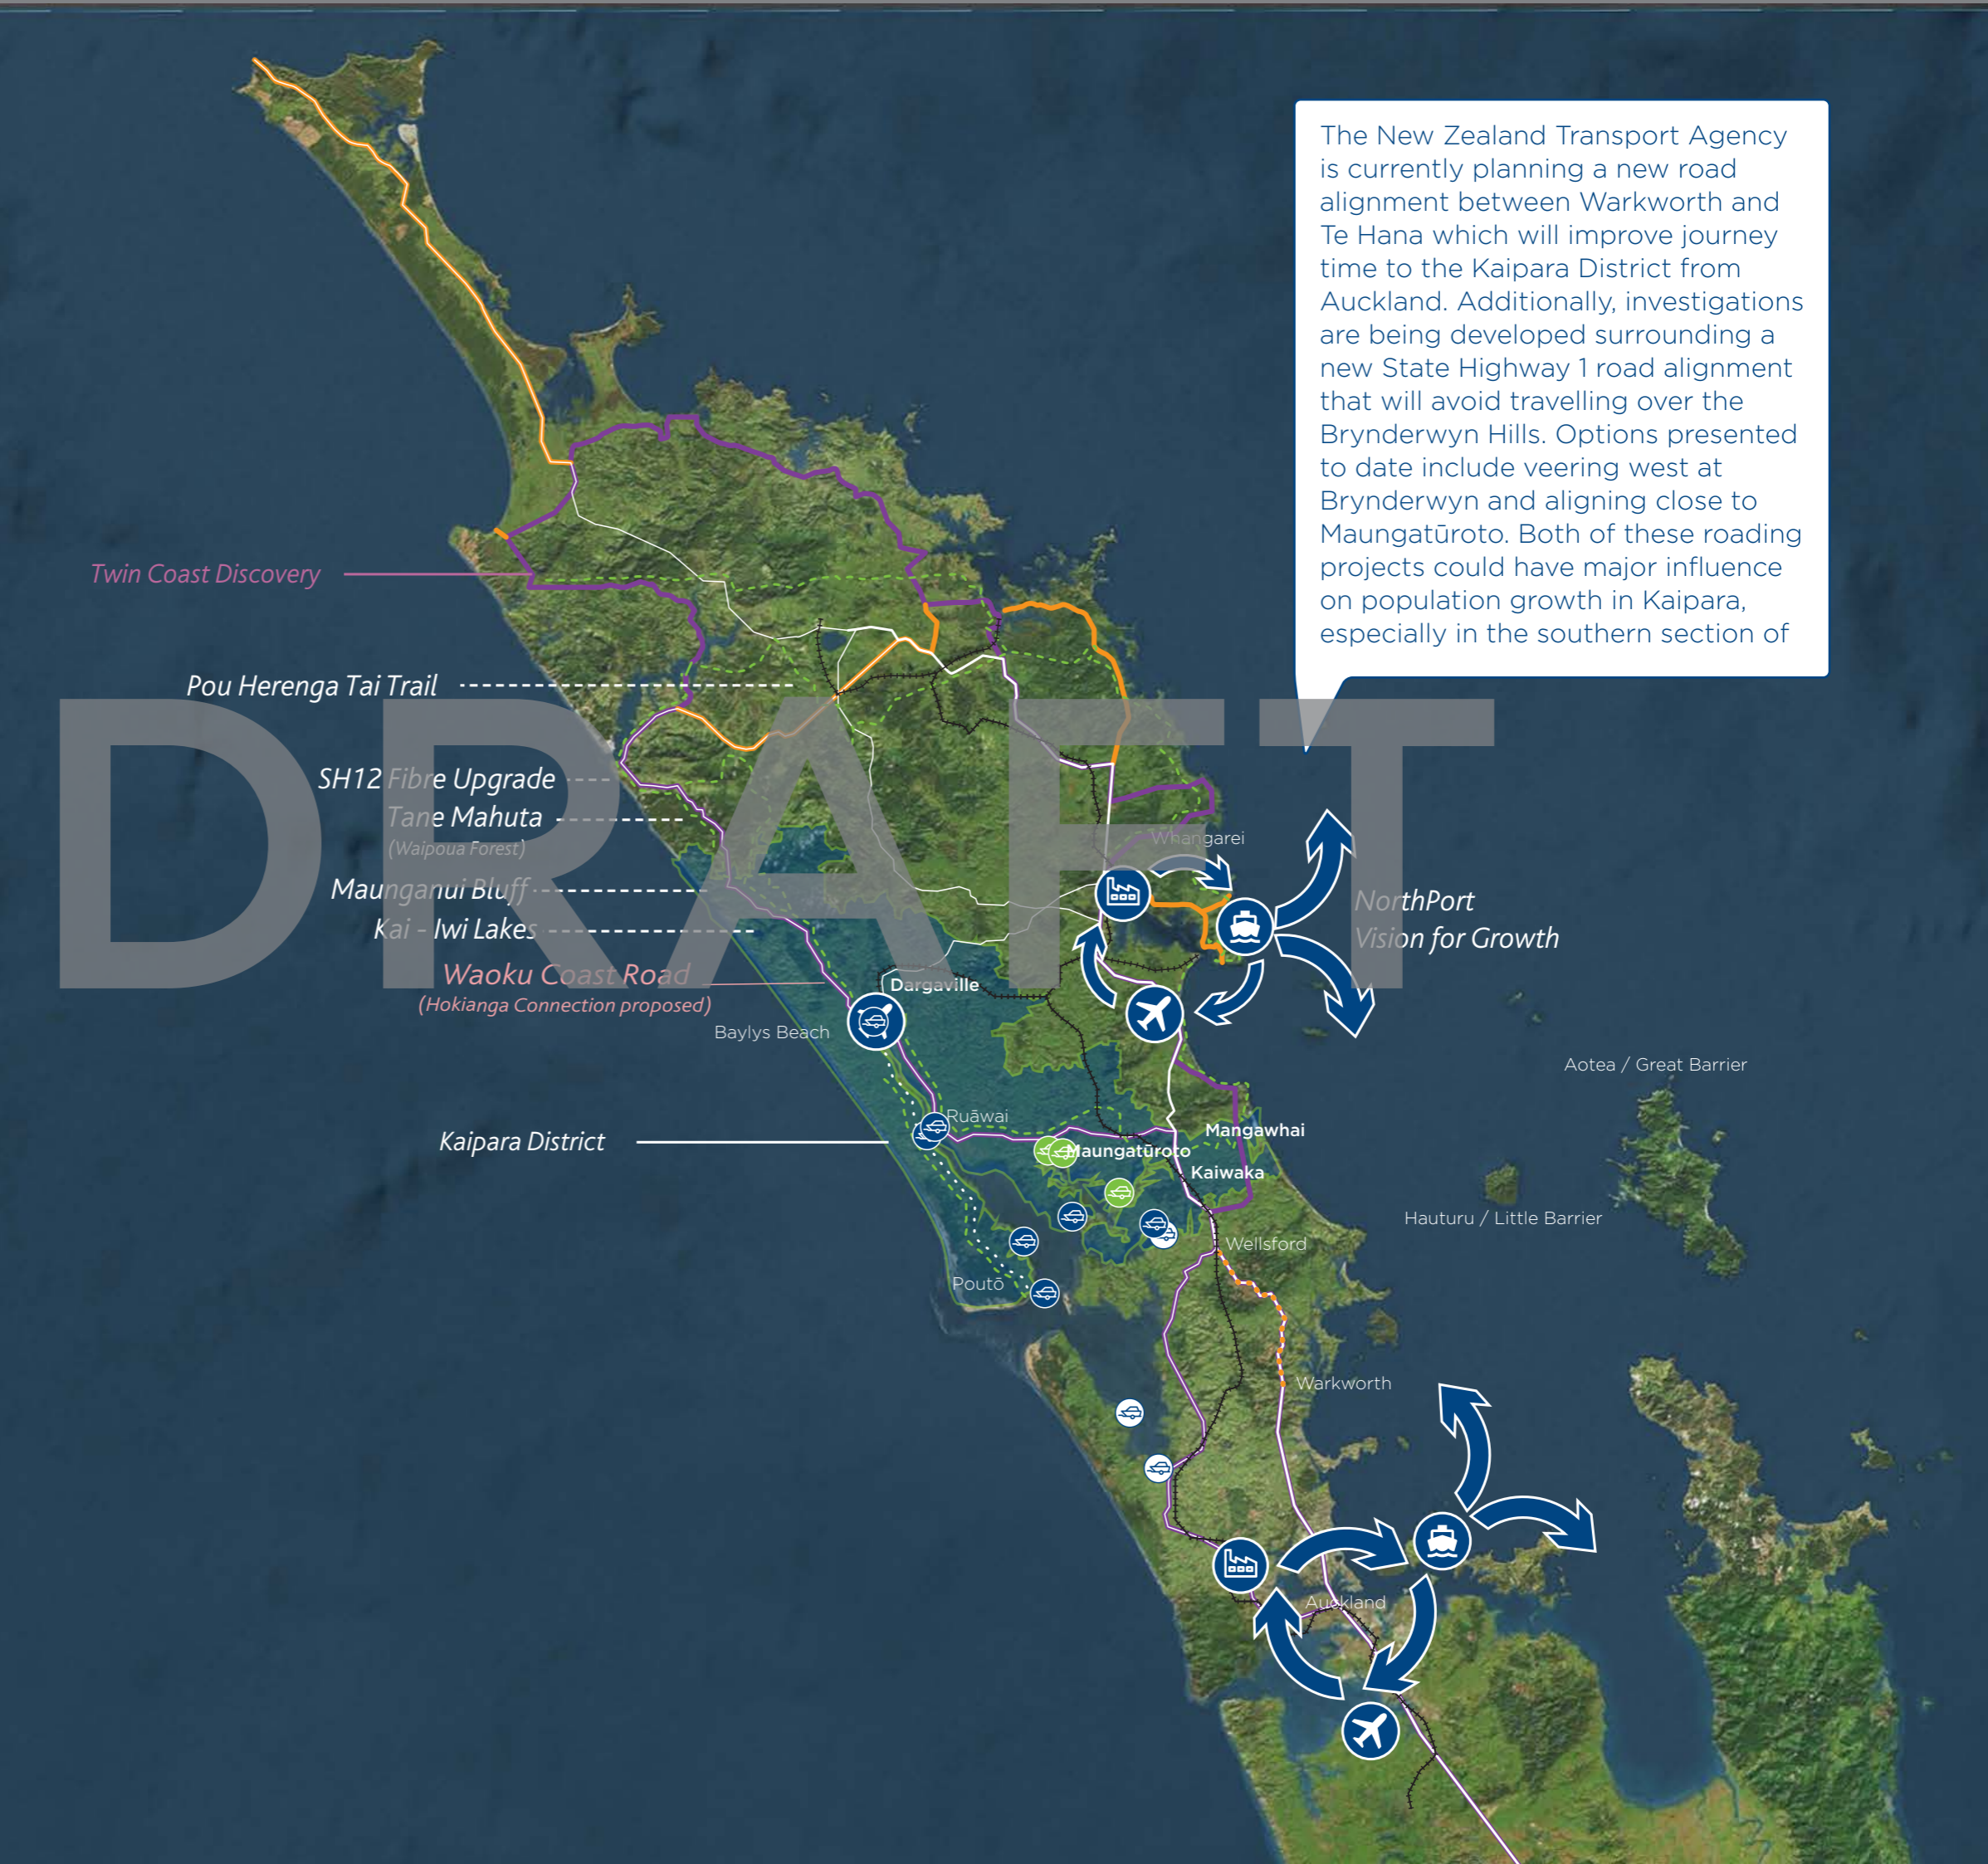 The New Zealand Transport Agency
is currently planning a new road
alignment between Warkworth and
Te Hana which will improve journey
time to the Kaipara District from
Auckland. Additionally, investigations
are being developed surrounding a
new State Highway 1 road alignment
that will avoid travelling over the
Brynderwyn Hills. Options presented
to date include veering west at
Brynderwyn and aligning close to
Maungatūroto. Both of these roading
projects could have major influence
on population growth in Kaipara,
especially in the southern section of
Twin Coast Discovery
Pou Herenga Tai Trail
DRAFT
SH12 Fibre Upgrade
Tane Mahuta
(Waipoua Forest)
Whangarei
Maunganui Bluff
NorthPort
Vision for Growth
Kai - Iwi Lakes
Waoku Coast Road
(Hokianga Connection proposed)
Dargaville
Baylys Beach
Aotea / Great Barrier
Ruāwai
Kaipara District
Mangawhai
Maungatūroto
Kaiwaka
Hauturu / Little Barrier
Wellsford
Poutō
Warkworth
Auckland